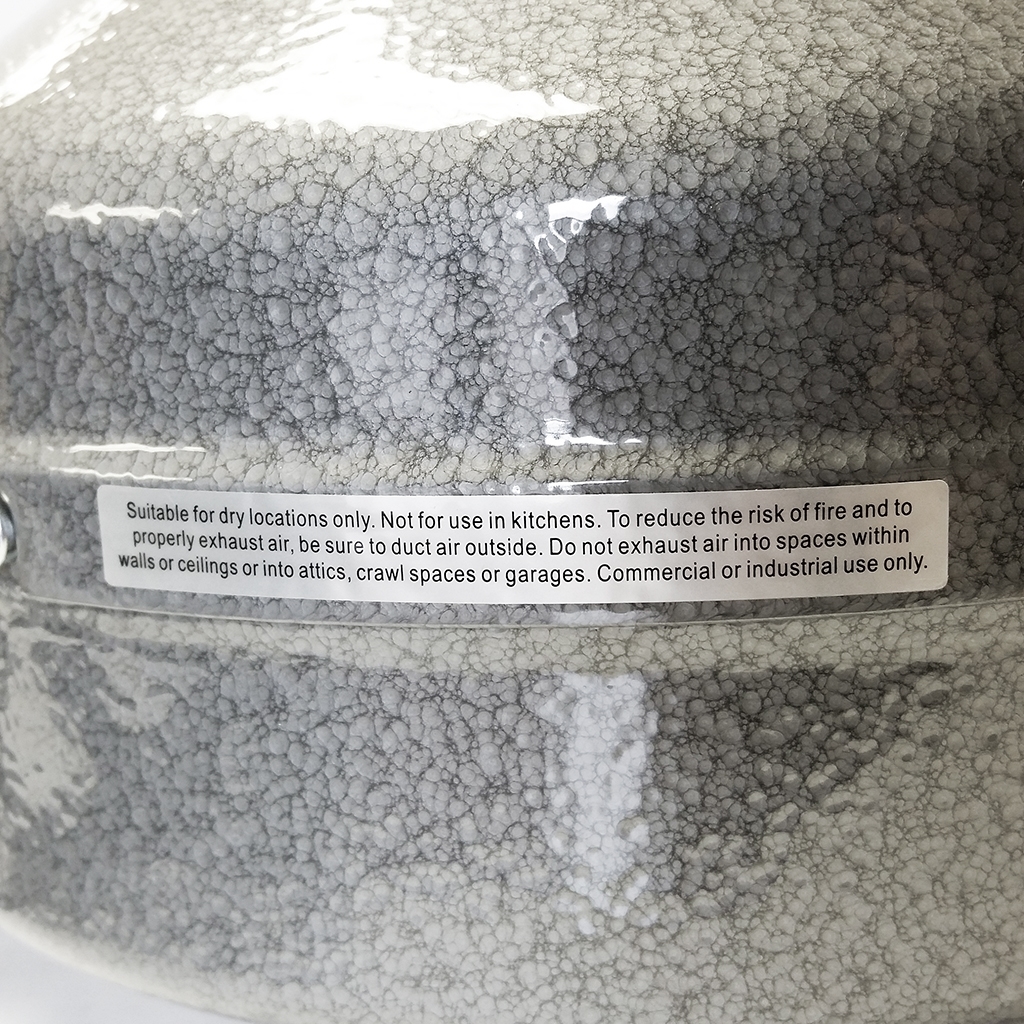 Suitable for dry locations only. Not for use in kitchens. To reduce the risk of fire and to
properly exhaust air, be sure to duct air outside. Do not exhaust air into spaces within
walls or ceilings or into attics, crawl spaces or garages. Commercial or industrial use only.